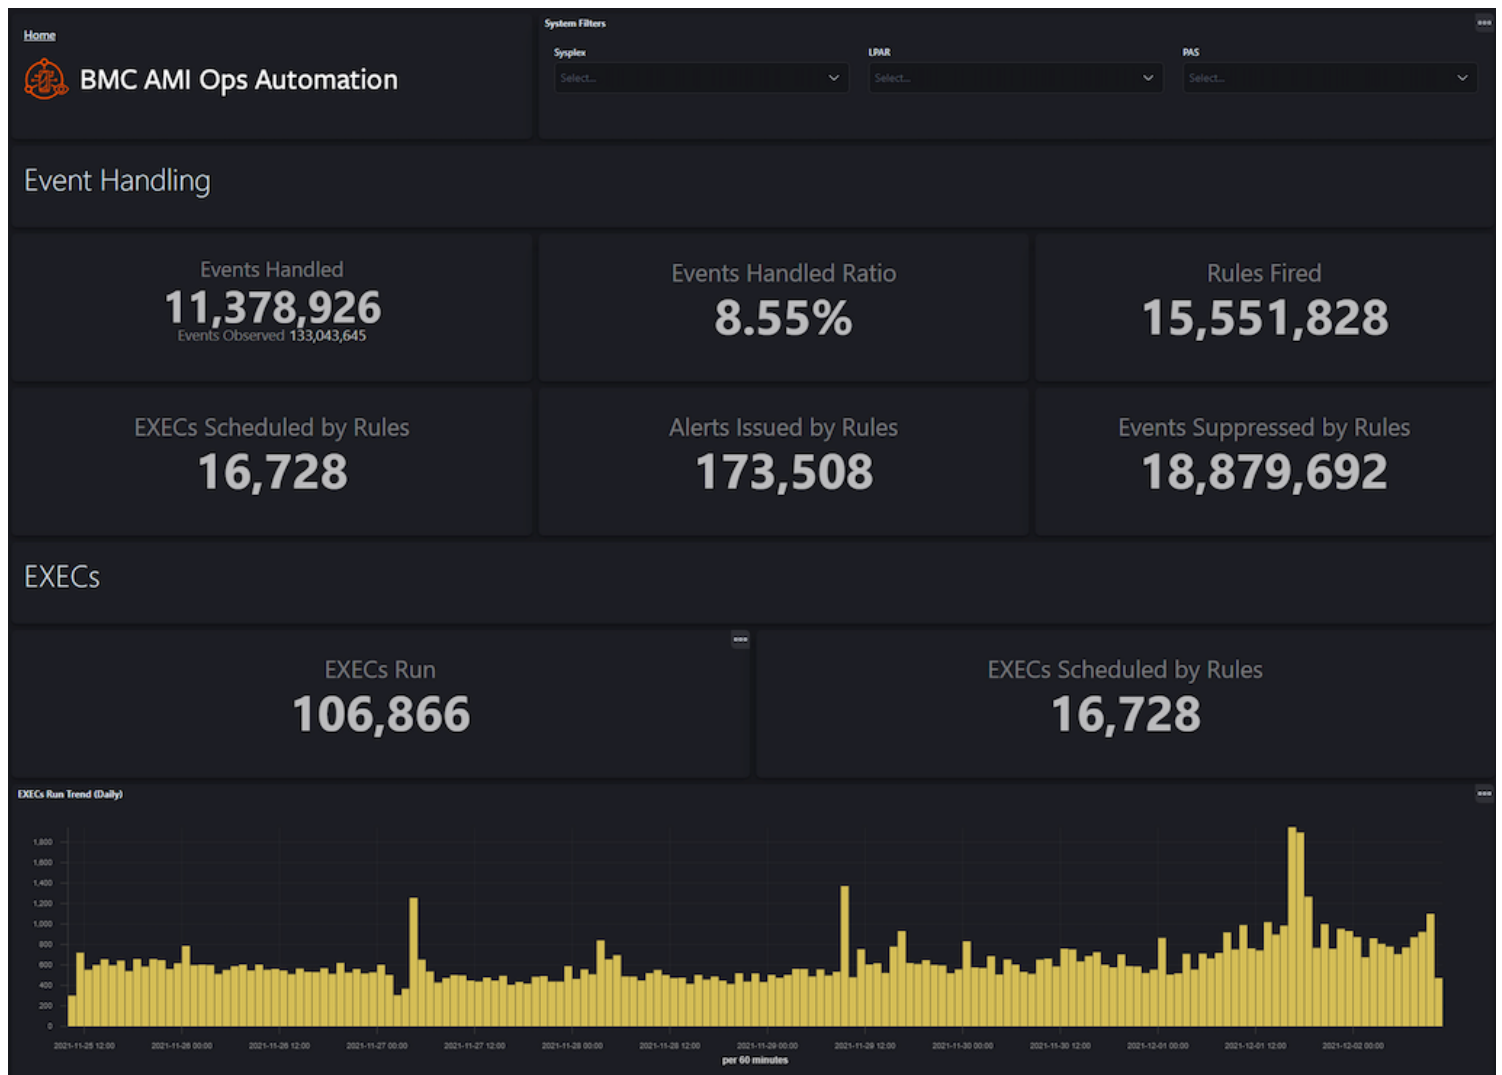 Home
BMC AMI Ops Automation
System Filters
Sysplex
LPAR
PAS
Select...
Select...
Select...
Event Handling
Events Handled
11,378,926
Events Observed 133,043,645
Events Handled Ratio
8.55%
Rules Fired
15,551,828
EXECs Scheduled by Rules
16,728
Alerts Issued by Rules
173,508
Events Suppressed by Rules
18,879,692
EXECs
EXECs Run
106,866
EXECs Scheduled by Rules
16,728
EXECs Run Trend (Daily)
1,800
1,600
1,400
1,200
1,000
800
600
400
200
0
2021-11-25 12:00
2021-11-26 00:00
2021-11-26 12:00
2021-11-27 00:00
2021-11-27 12:00
2021-11-28 00:00
2021-11-28 12:00
2021-11-29 00:00
2021-11-29 12:00
2021-11-30 00:00
2021-11-30 12:00
2021-12-01 00:00
2021-12-01 12:00
2021-12-02 00:00
per 60 minutes